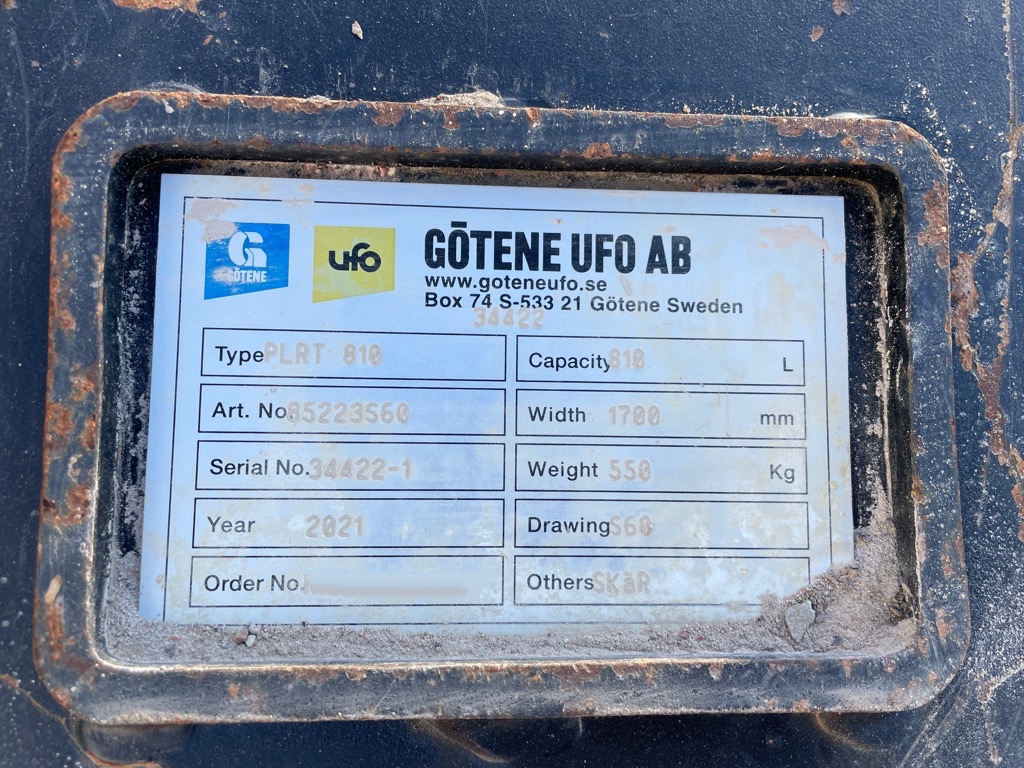 GÖTENE
ufo
GÖTENE UFO AB
www.goteneufo.se
Box 74 S-533 21 Götene Sweden
34422
Type PLRT 810
Capacity 810 L
Art. No. 85223S60
Width 1700 mm
Serial No. 34422-1
Weight 550 Kg
Year 2021
Drawing S60
Order No.
Others SKäR